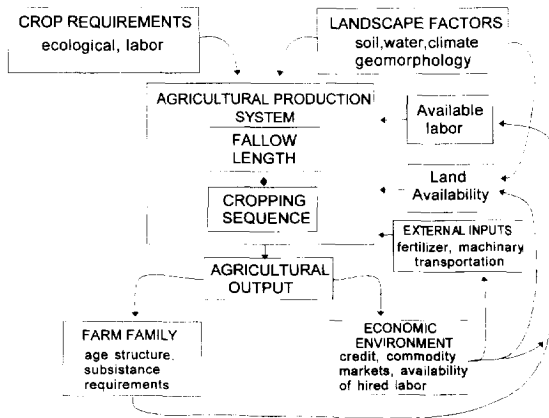 CROP REQUIREMENTS
ecological, labor
LANDSCAPE FACTORS
soil,water,climate
geomorphology
AGRICULTURAL PRODUCTION
SYSTEM
FALLOW
LENGTH
CROPPING
SEQUENCE
Available
labor
Land
Availability
EXTERNAL INPUTS
fertilizer, machinary
transportation
AGRICULTURAL
OUTPUT
FARM FAMILY
age structure,
subsistance
requirements
ECONOMIC
ENVIRONMENT
credit, commodity
markets, availability
of hired labor